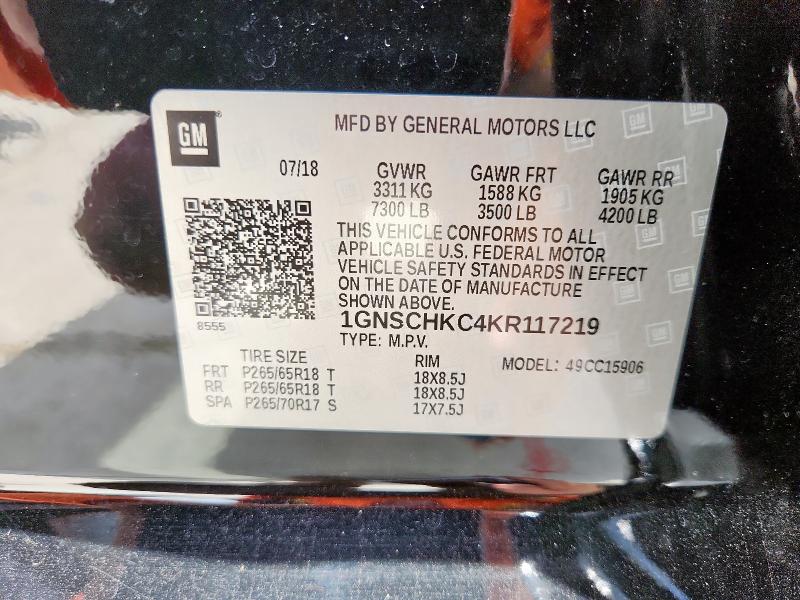 GM
MFD BY GENERAL MOTORS LLC
07/18
GVWR GAWR FRT GAWR RR
3311 KG 1588 KG 1905 KG
7300 LB 3500 LB 4200 LB
THIS VEHICLE CONFORMS TO ALL
APPLICABLE U.S. FEDERAL MOTOR
VEHICLE SAFETY STANDARDS IN EFFECT
ON THE DATE OF MANUFACTURE
SHOWN ABOVE.
8555
1GNSCHKC4KR117219
TYPE: M.P.V.
MODEL: 49CC15906
TIRE SIZE RIM
FRT P265/65R18 T 18X8.5J
RR P265/65R18 T 18X8.5J
SPA P265/70R17 S 17X7.5J